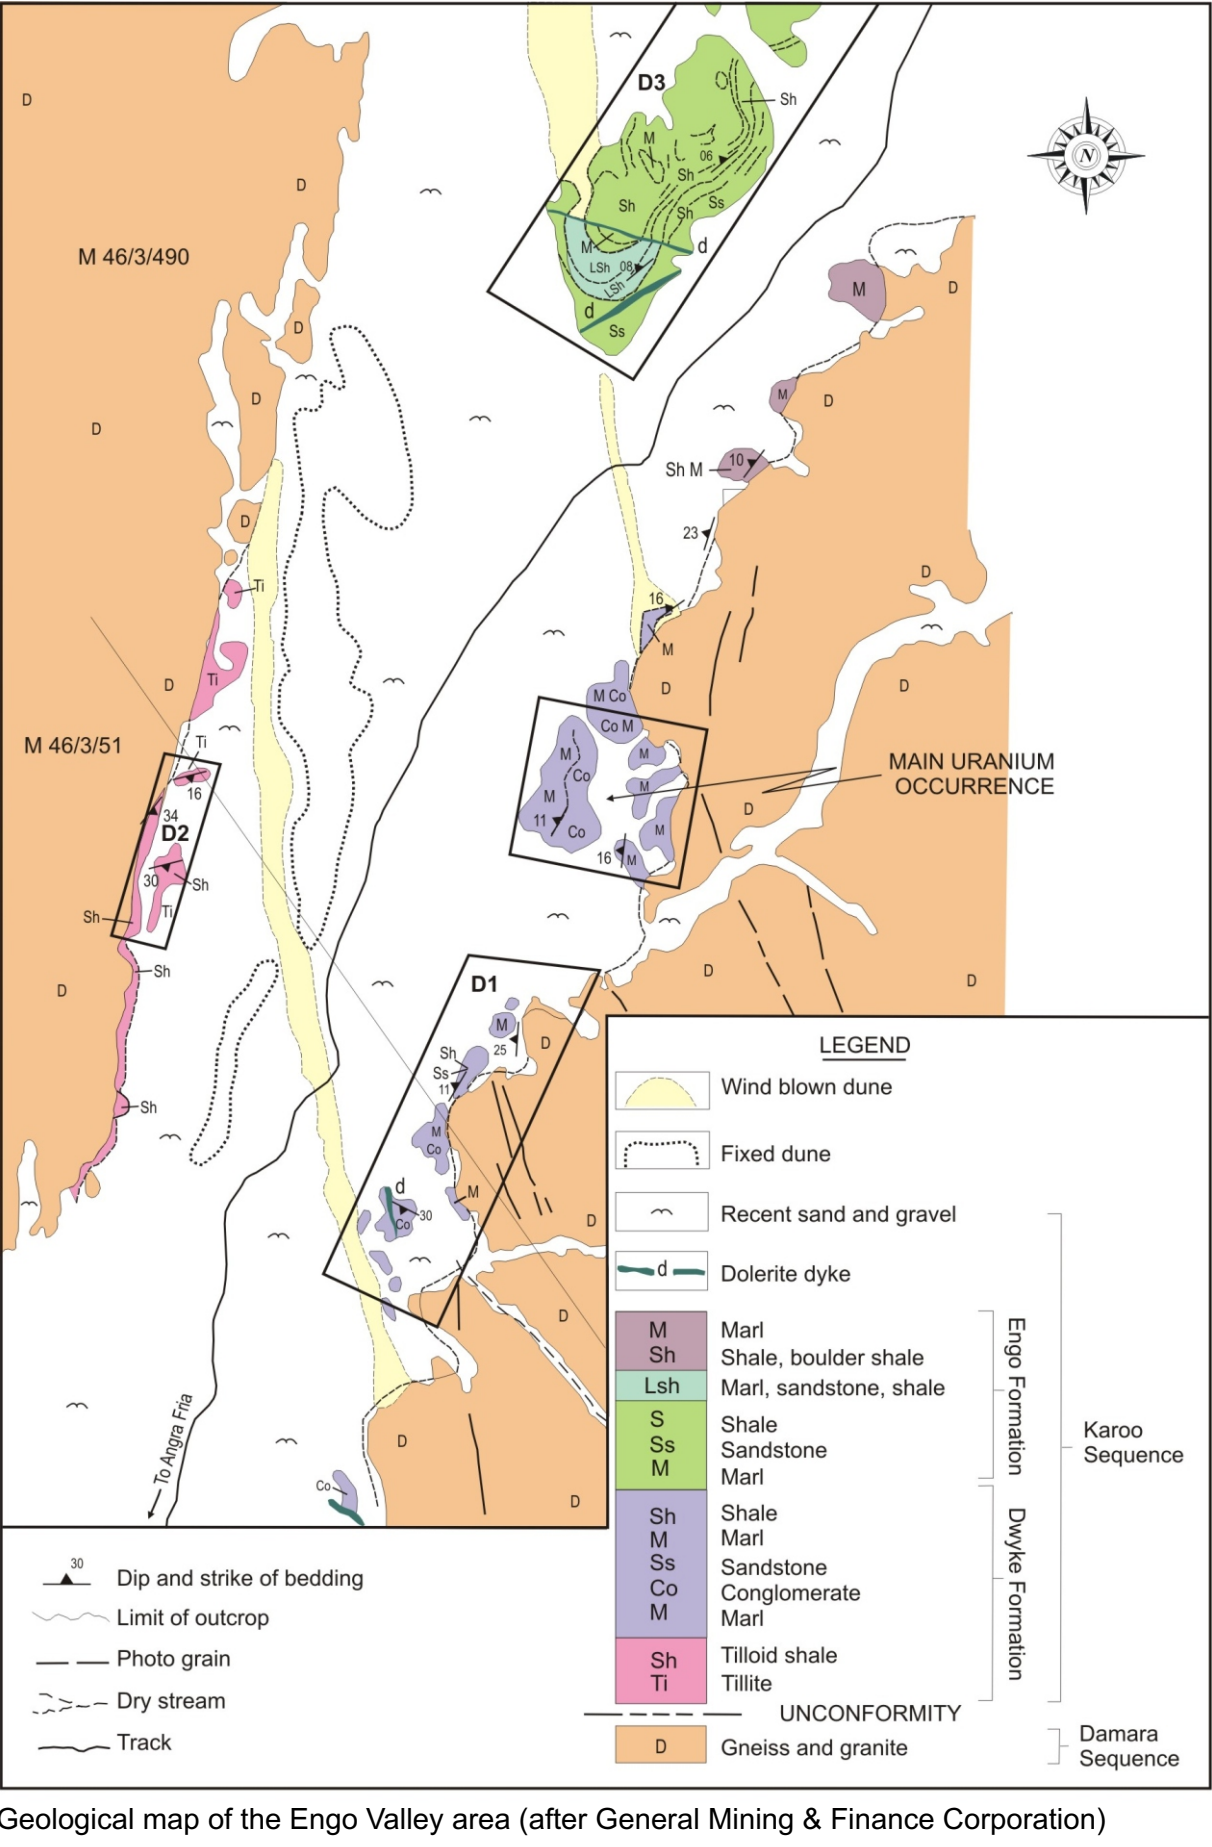 D
D3
Sh
M
06
Sh
D
Sh
Sh
Ss
M 46/3/490
M
d
LSh
08
LSh
M
D
d
Ss
D
D
M
D
D
10
Sh M
D
23
D
Ti
16
M
D
Ti
D
M Co
D
Co M
M 46/3/51
Ti
M
M
MAIN URANIUM
OCCURRENCE
Co
M
16
M
34
D2
11
Co
M
D
16
M
30
Sh
Ti
Sh
Sh
D
D
D
D1
M
25
D
Sh
Ss
11
Sh
M
Co
d
M
30
Co
D
D
To Angra Fria
D
Co
D
N
LEGEND
Wind blown dune
Fixed dune
Recent sand and gravel
d
Dolerite dyke
M Marl
Sh Shale, boulder shale
Lsh Marl, sandstone, shale
S Shale
Ss Sandstone
M Marl
Engo Formation
Sh Shale
M Marl
Ss Sandstone
Co Conglomerate
M Marl
Dwyke Formation
Sh Tilloid shale
Ti Tillite
Karoo
Sequence
UNCONFORMITY
D Gneiss and granite
Damara
Sequence
30
Dip and strike of bedding
Limit of outcrop
Photo grain
Dry stream
Track
Geological map of the Engo Valley area (after General Mining & Finance Corporation)